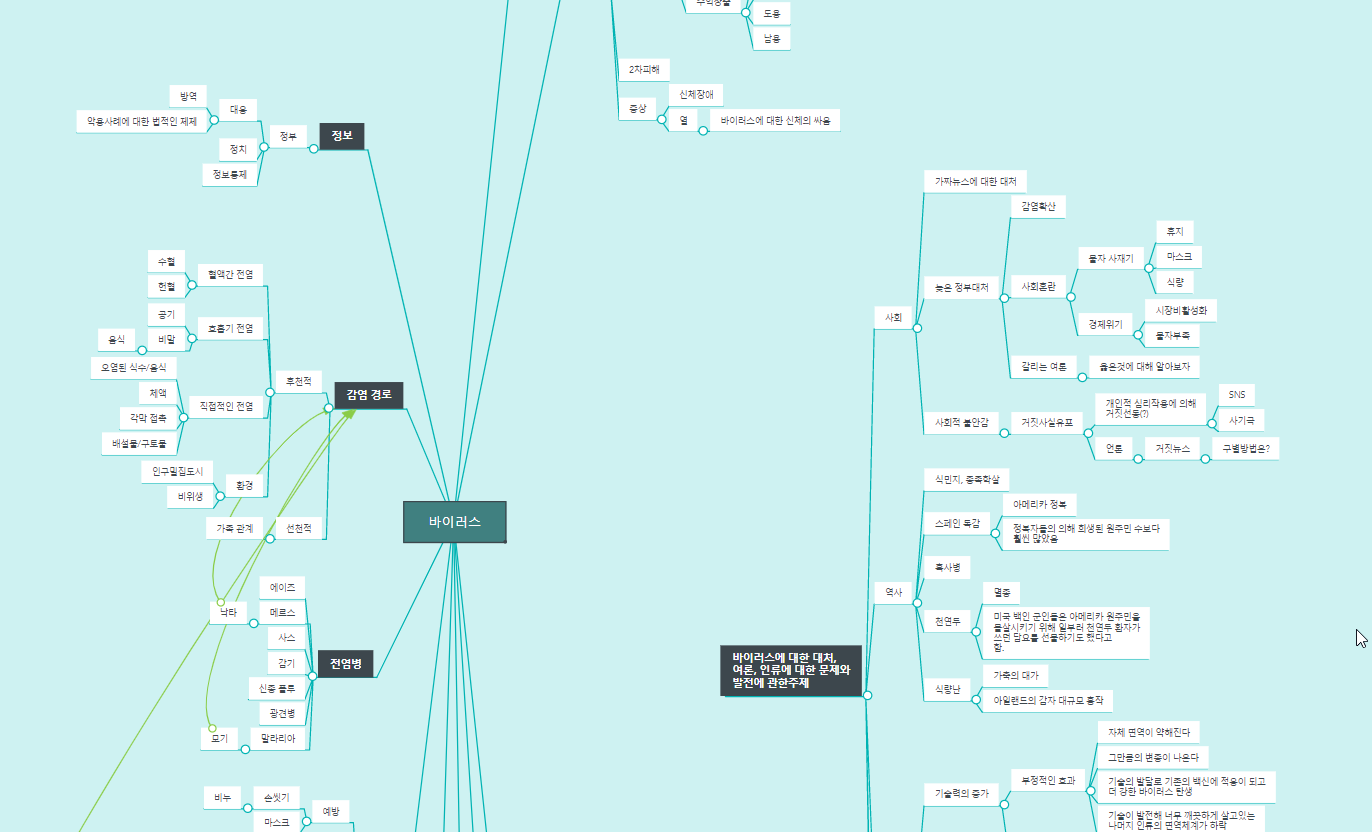 수익창출
도용
남용
2차피해
증상
신체장애
열
바이러스에 대한 신체의 싸움
정보
정부
대응
방역
악용사례에 대한 법적인 제제
정치
정보통제
감염 경로
후천적
혈액간 전염
수혈
헌혈
호흡기 전염
공기
비말
음식
직접적인 전염
오염된 식수/음식
체액
각막 접촉
배설물/구토물
환경
인구밀집도시
비위생
선천적
가족 관계
바이러스
전염병
에이즈
메르스
낙타
사스
감기
신종 플루
광견병
말라리아
모기
예방
손씻기
비누
마스크
바이러스에 대한 대처,
여론, 인류에 대한 문제와
발전에 관한주제
사회
가짜뉴스에 대한 대처
늦은 정부대처
감염확산
사회혼란
물자 사재기
휴지
마스크
식량
경제위기
시장비활성화
물자부족
갈리는 여론
옳은것에 대해 알아보자
사회적 불안감
거짓사실유포
개인적 심리작용에 의해
거짓선동(?)
SNS
사기극
언론
거짓뉴스
구별방법은?
역사
식민지, 종족학살
스페인 독감
아메리카 정복
정복자들의 의해 희생된 원주민 수보다
훨씬 많았음
흑사병
천연두
멸종
미국 백인 군인들은 아메리카 원주민을
몰살시키기 위해 일부러 천연두 환자가
쓰던 담요를 선물하기도 했다고
함.
식량난
가축의 대가
아일랜드의 감자 대규모 흉작
기술력의 증가
부정적인 효과
자체 면역이 약해진다
그만큼의 변종이 나온다
기술의 발달로 기존의 백신에 적응이 되고
더 강한 바이러스 탄생
기술이 발전해 너무 깨끗하게 살고있는
나머지 인류의 면역체계가 하락